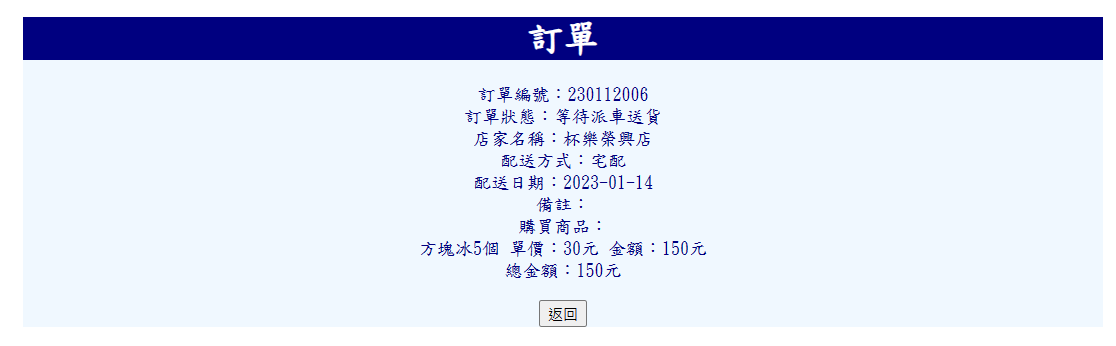 訂單
訂單編號：230112006
訂單狀態：等待派車送貨
店家名稱：杯樂榮興店
配送方式：宅配
配送日期：2023-01-14
備註：
購買商品：
方塊冰5個 單價：30元 金額：150元
總金額：150元
返回